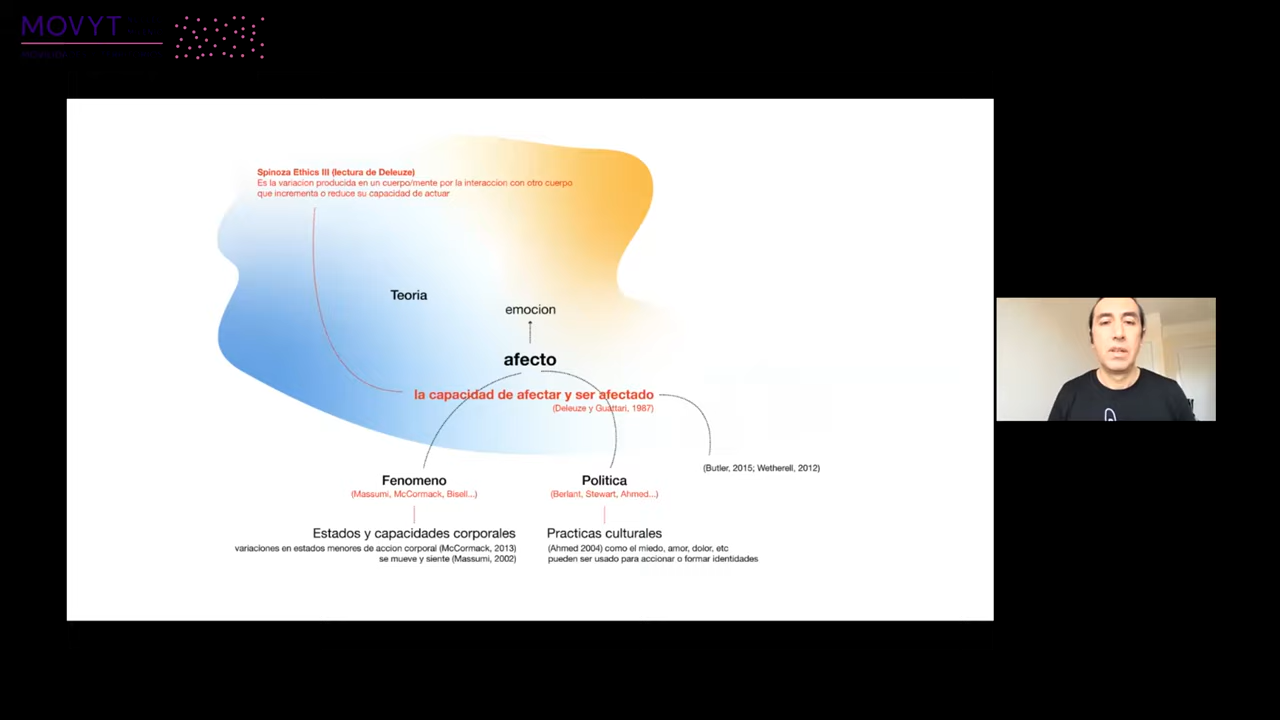 MOVYT
Spinoza Ethics III (lectura de Deleuze)
Es la variacion producida en un cuerpo/mente por la interaccion con otro cuerpo
que incrementa o reduce su capacidad de actuar
Teoria
emocion
afecto
la capacidad de afectar y ser afectado
(Deleuze y Guattari, 1987)
(Butler, 2015; Wetherell, 2012)
Fenomeno
(Massumi, McCormack, Bisell...)
Politica
(Berlant, Stewart, Ahmed...)
Estados y capacidades corporales
variaciones en estados menores de accion corporal (McCormack, 2013)
se mueve y siente (Massumi, 2002)
Practicas culturales
(Ahmed 2004) como el miedo, amor, dolor, etc
pueden ser usado para accionar o formar identidades